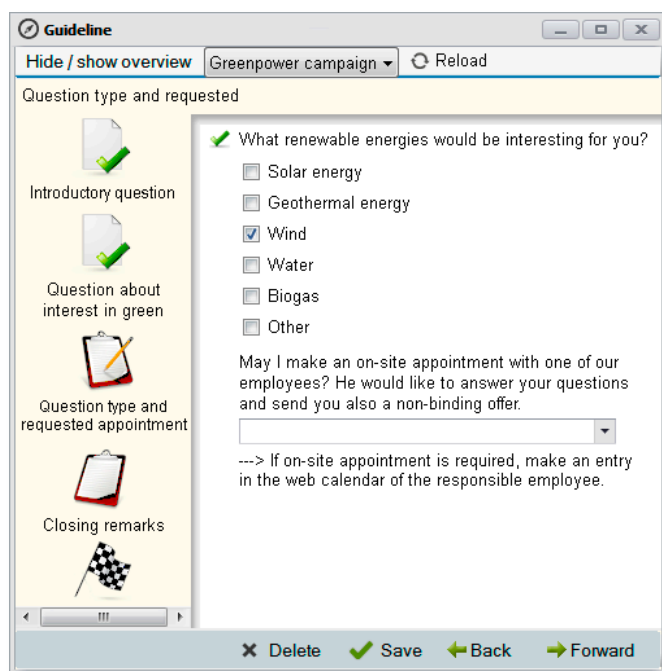 Guideline
Hide / show overview
Greenpower campaign
Reload
Question type and requested
Introductory question
Question about
interest in green
Question type and
requested appointment
Closing remarks
What renewable energies would be interesting for you?
Solar energy
Geothermal energy
Wind
Water
Biogas
Other
May I make an on-site appointment with one of our
employees? He would like to answer your questions
and send you also a non-binding offer.
---> If on-site appointment is required, make an entry
in the web calendar of the responsible employee.
Delete
Save
Back
Forward